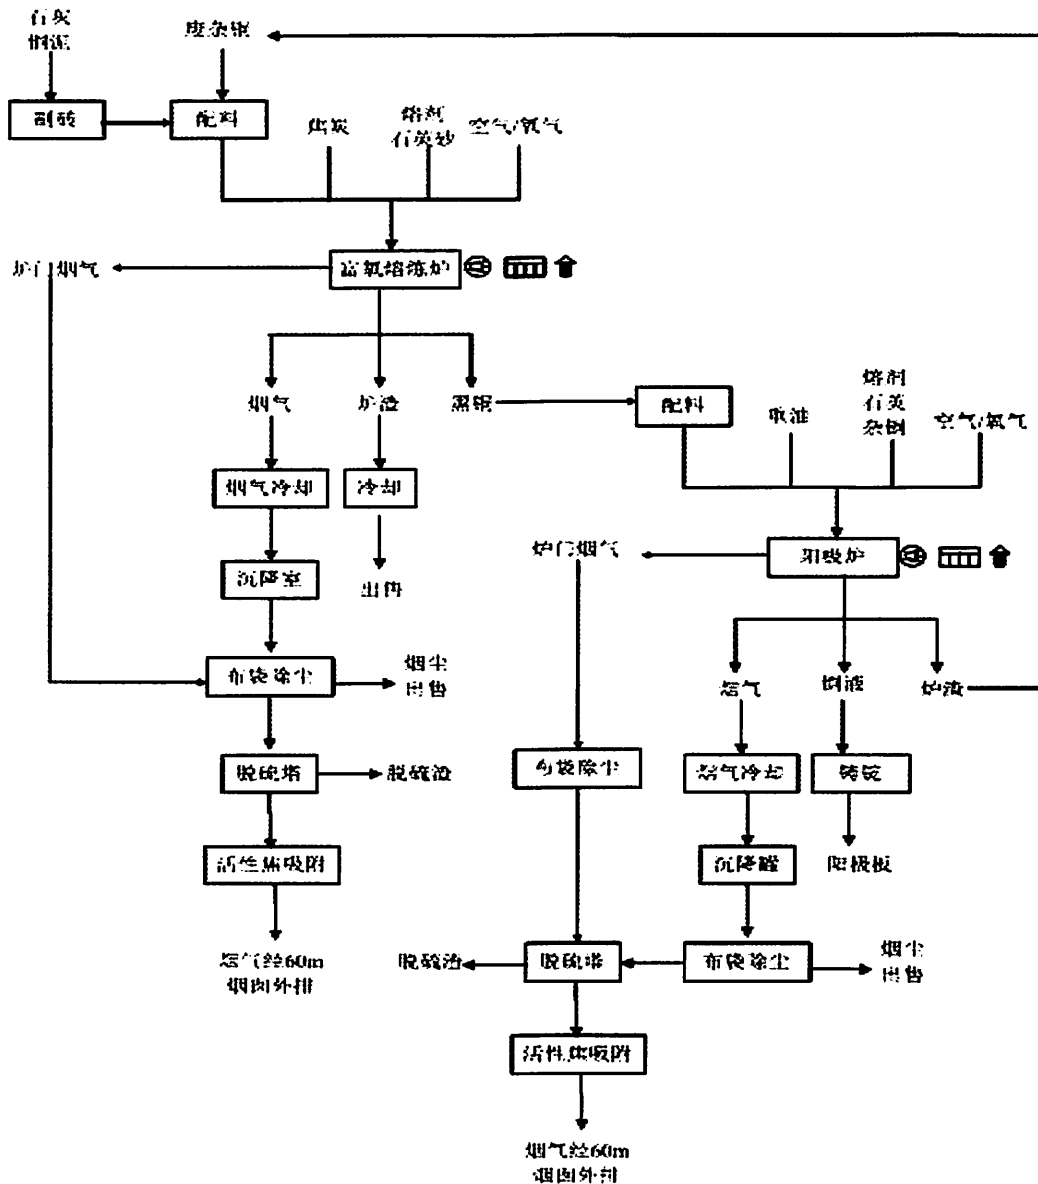 石灰
废杂铜
制砖
配料
焦炭
熔剂
石英砂
空气/氧气
炉门烟气
富氧熔炼炉
烟气
炉渣
黑铜
配料
重油
熔剂
石英
杂铜
空气/氧气
烟气冷却
冷却
炉门烟气
阳极炉
沉降室
出售
布袋除尘
烟尘
出售
烟气
铜液
炉渣
脱硫塔
脱硫渣
布袋除尘
烟气冷却
铸锭
活性焦吸附
沉降罐
阳极板
烟气经60m
烟囱外排
脱硫渣
脱硫塔
布袋除尘
烟尘
出售
活性焦吸附
烟气经60m
烟囱外排